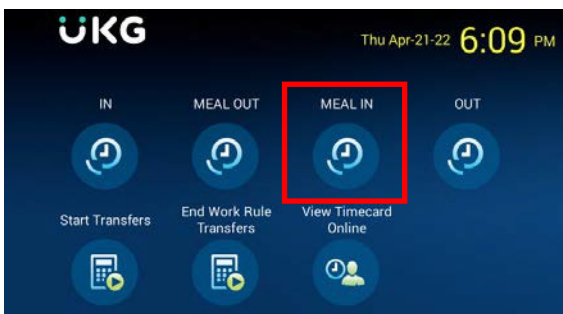 UKG
Thu Apr-21-22 6:09 PM
IN MEAL OUT MEAL IN OUT
Start Transfers End Work Rule Transfers View Timecard Online